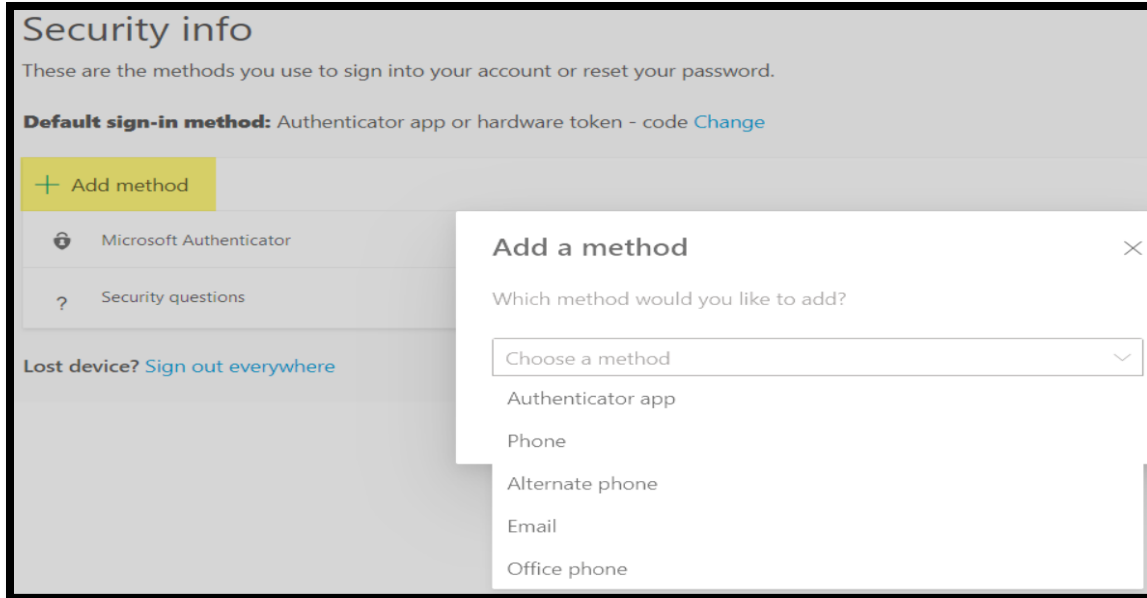 Security info
These are the methods you use to sign into your account or reset your password.
Default sign-in method: Authenticator app or hardware token - code Change
+ Add method
Microsoft Authenticator
? Security questions
Lost device? Sign out everywhere
Add a method
Which method would you like to add?
Choose a method
Authenticator app
Phone
Alternate phone
Email
Office phone